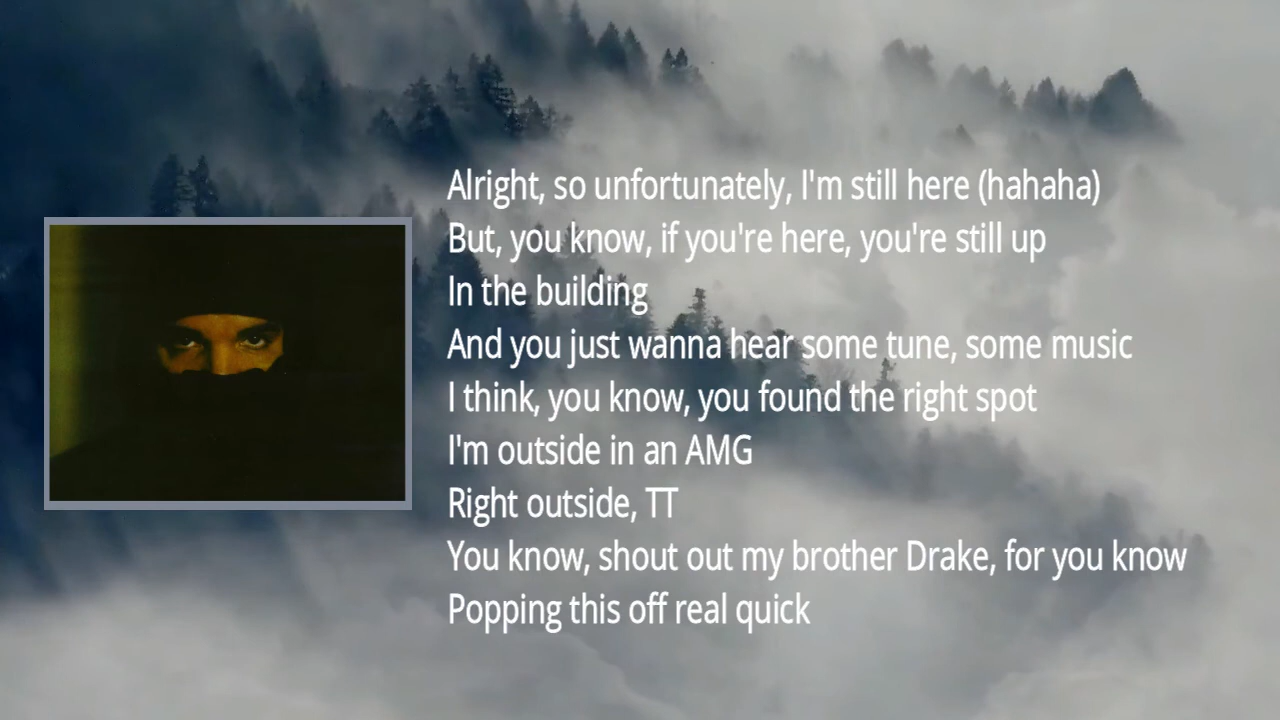 Alright, so unfortunately, I'm still here (hahaha)
But, you know, if you're here, you're still up
In the building
And you just wanna hear some tune, some music
I think, you know, you found the right spot
I'm outside in an AMG
Right outside, TT
You know, shout out my brother Drake, for you know
Popping this off real quick